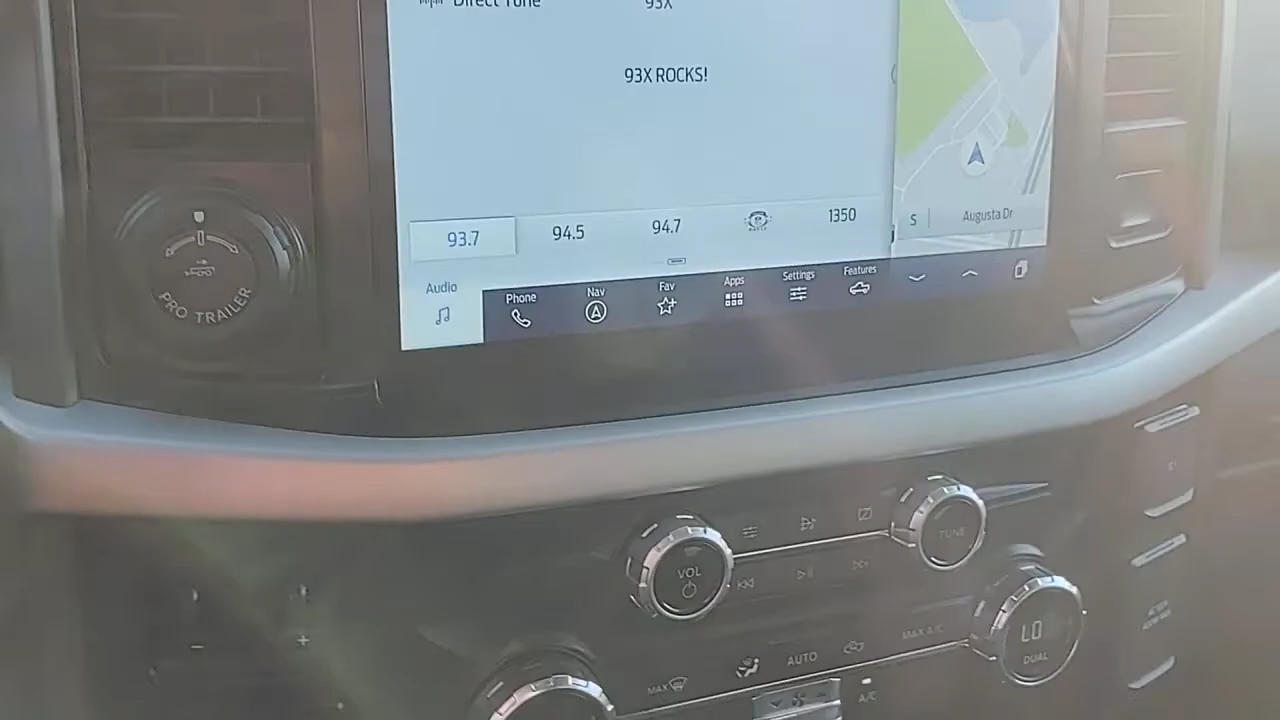 Direct Tune
93X
93X ROCKS!
93.7
94.5
94.7
1350
S
Augusta Dr
Audio
Phone
Nav
Fav
Apps
Settings
Features
PRO TRAILER
VOL
TUNE
LO
DUAL
MAX A/C
AUTO
MAX
A/C